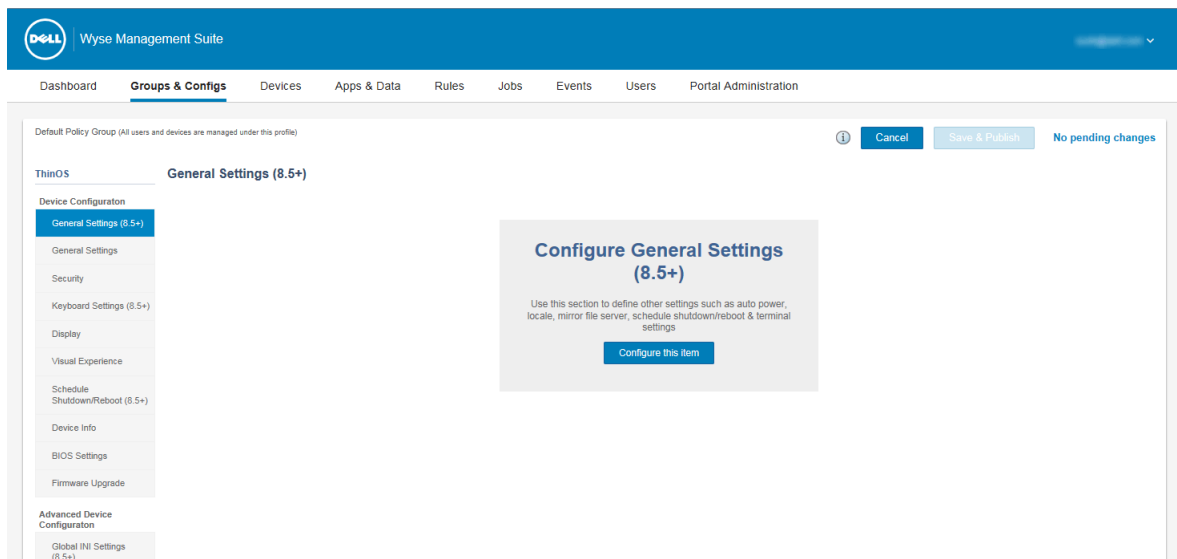 DELL
Wyse Management Suite
Dashboard Groups & Configs Devices Apps & Data Rules Jobs Events Users Portal Administration
Default Policy Group (All users and devices are managed under this profile)
i Cancel Save & Publish No pending changes
ThinOS
General Settings (8.5+)
Device Configuraton
General Settings (8.5+)
General Settings
Security
Keyboard Settings (8.5+)
Display
Visual Experience
Schedule
Shutdown/Reboot (8.5+)
Device Info
BIOS Settings
Firmware Upgrade
Advanced Device
Configuraton
Global INI Settings
(8.5+)
Configure General Settings
(8.5+)
Use this section to define other settings such as auto power,
locale, mirror file server, schedule shutdown/reboot & terminal
settings
Configure this item